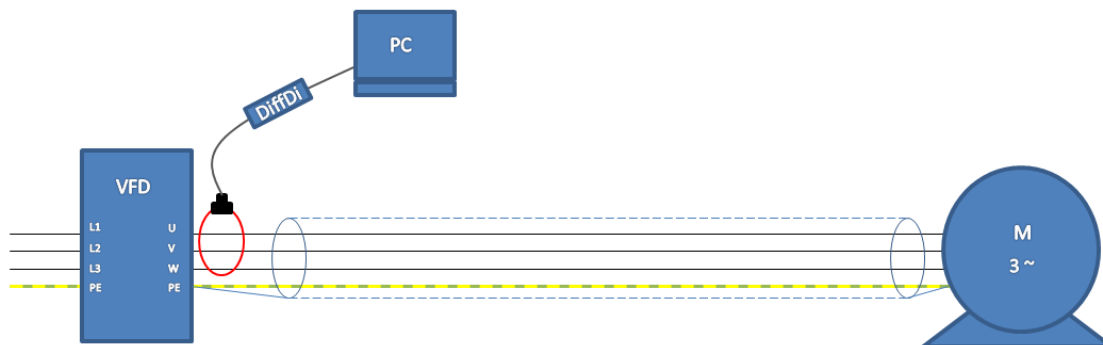 PC
DiffDi
VFD
L1 U
L2 V
L3 W
PE PE
M
3 ~